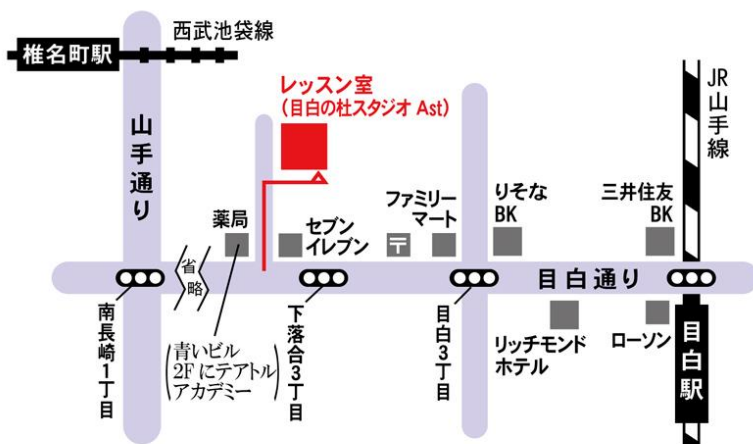 西武池袋線
椎名町駅
山手通り
レッスン室
(目白の杜スタジオ Ast)
JR山手線
薬局
セブン
イレブン
〒
ファミリー
マート
りそな
BK
三井住友
BK
省略
目白通り
南長崎1丁目
(青いビル
2Fにテアトル
アカデミー)
下落合3丁目
目白3丁目
リッチモンド
ホテル
ローソン
目白駅